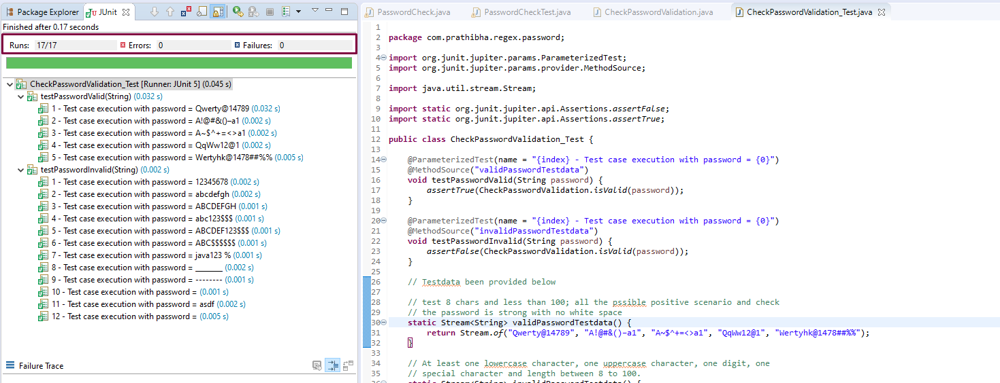 Package Explorer
JUnit
Finished after 0.17 seconds
Runs: 17/17 Errors: 0 Failures: 0
CheckPasswordValidation_Test [Runner: JUnit 5] (0.045 s)
testPasswordValid(String) (0.032 s)
1 - Test case execution with password = Qwerty@14789 (0.032 s)
2 - Test case execution with password = A!@#&()–a1 (0.002 s)
3 - Test case execution with password = A~$^+=<>a1 (0.002 s)
4 - Test case execution with password = QqWw12@1 (0.002 s)
5 - Test case execution with password = Wertyhk@1478##%% (0.005 s)
testPasswordInvalid(String) (0.002 s)
1 - Test case execution with password = 12345678 (0.002 s)
2 - Test case execution with password = abcdefgh (0.002 s)
3 - Test case execution with password = ABCDEFGH (0.001 s)
4 - Test case execution with password = abc123$$$ (0.001 s)
5 - Test case execution with password = ABCDEF123$$$ (0.001 s)
6 - Test case execution with password = ABC$$$$$$ (0.001 s)
7 - Test case execution with password = java123 % (0.001 s)
8 - Test case execution with password = ________ (0.002 s)
9 - Test case execution with password = -------- (0.001 s)
10 - Test case execution with password = (0.001 s)
11 - Test case execution with password = asdf (0.002 s)
12 - Test case execution with password = (0.005 s)
Failure Trace
PasswordCheck.java
PasswordCheckTest.java
CheckPasswordValidation.java
CheckPasswordValidation_Test.java
1
2 package com.prathibha.regex.password;
3
4 import org.junit.jupiter.params.ParameterizedTest;
5 import org.junit.jupiter.params.provider.MethodSource;
6
7 import java.util.stream.Stream;
8
9 import static org.junit.jupiter.api.Assertions.assertFalse;
10 import static org.junit.jupiter.api.Assertions.assertTrue;
11
12 public class CheckPasswordValidation_Test {
13
14 @ParameterizedTest(name = "{index} - Test case execution with password = {0}")
15 @MethodSource("validPasswordTestdata")
16 void testPasswordValid(String password) {
17 assertTrue(CheckPasswordValidation.isValid(password));
18 }
19
20 @ParameterizedTest(name = "{index} - Test case execution with password = {0}")
21 @MethodSource("invalidPasswordTestdata")
22 void testPasswordInvalid(String password) {
23 assertFalse(CheckPasswordValidation.isValid(password));
24 }
25
26 // Testdata been provided below
27
28 // test 8 chars and less than 100; all the pssible positive scenario and check
29 // the password is strong with no white space
30 static Stream<String> validPasswordTestdata() {
31 return Stream.of("Qwerty@14789", "A!@#&()–a1", "A~$^+=<>a1", "QqWw12@1", "Wertyhk@1478##%%");
32 }
33
34 // At least one lowercase character, one uppercase character, one digit, one
35 // special character and length between 8 to 100.
36 static Stream<String> invalidPasswordTestdata() {